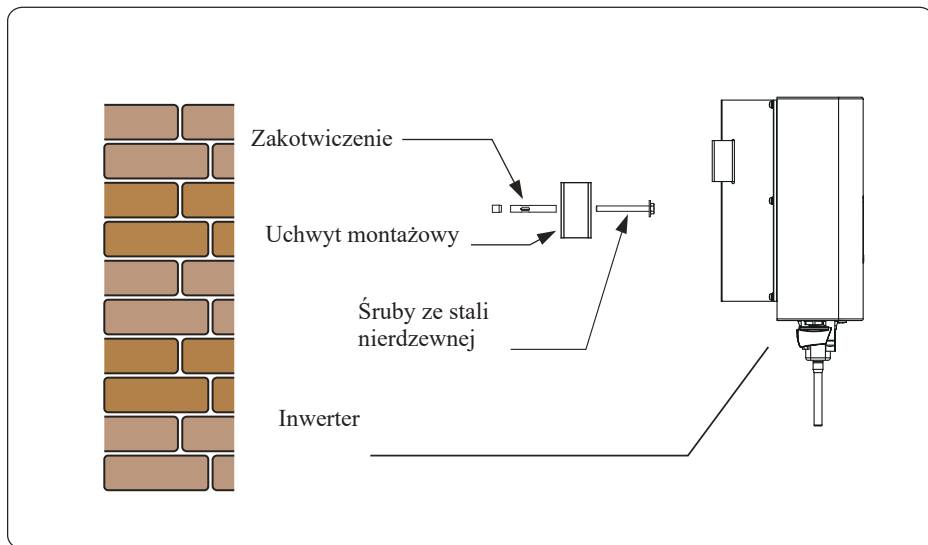 Zakotwiczenie
Uchwyt montażowy
Śruby ze stali
nierdzewnej
Inwerter